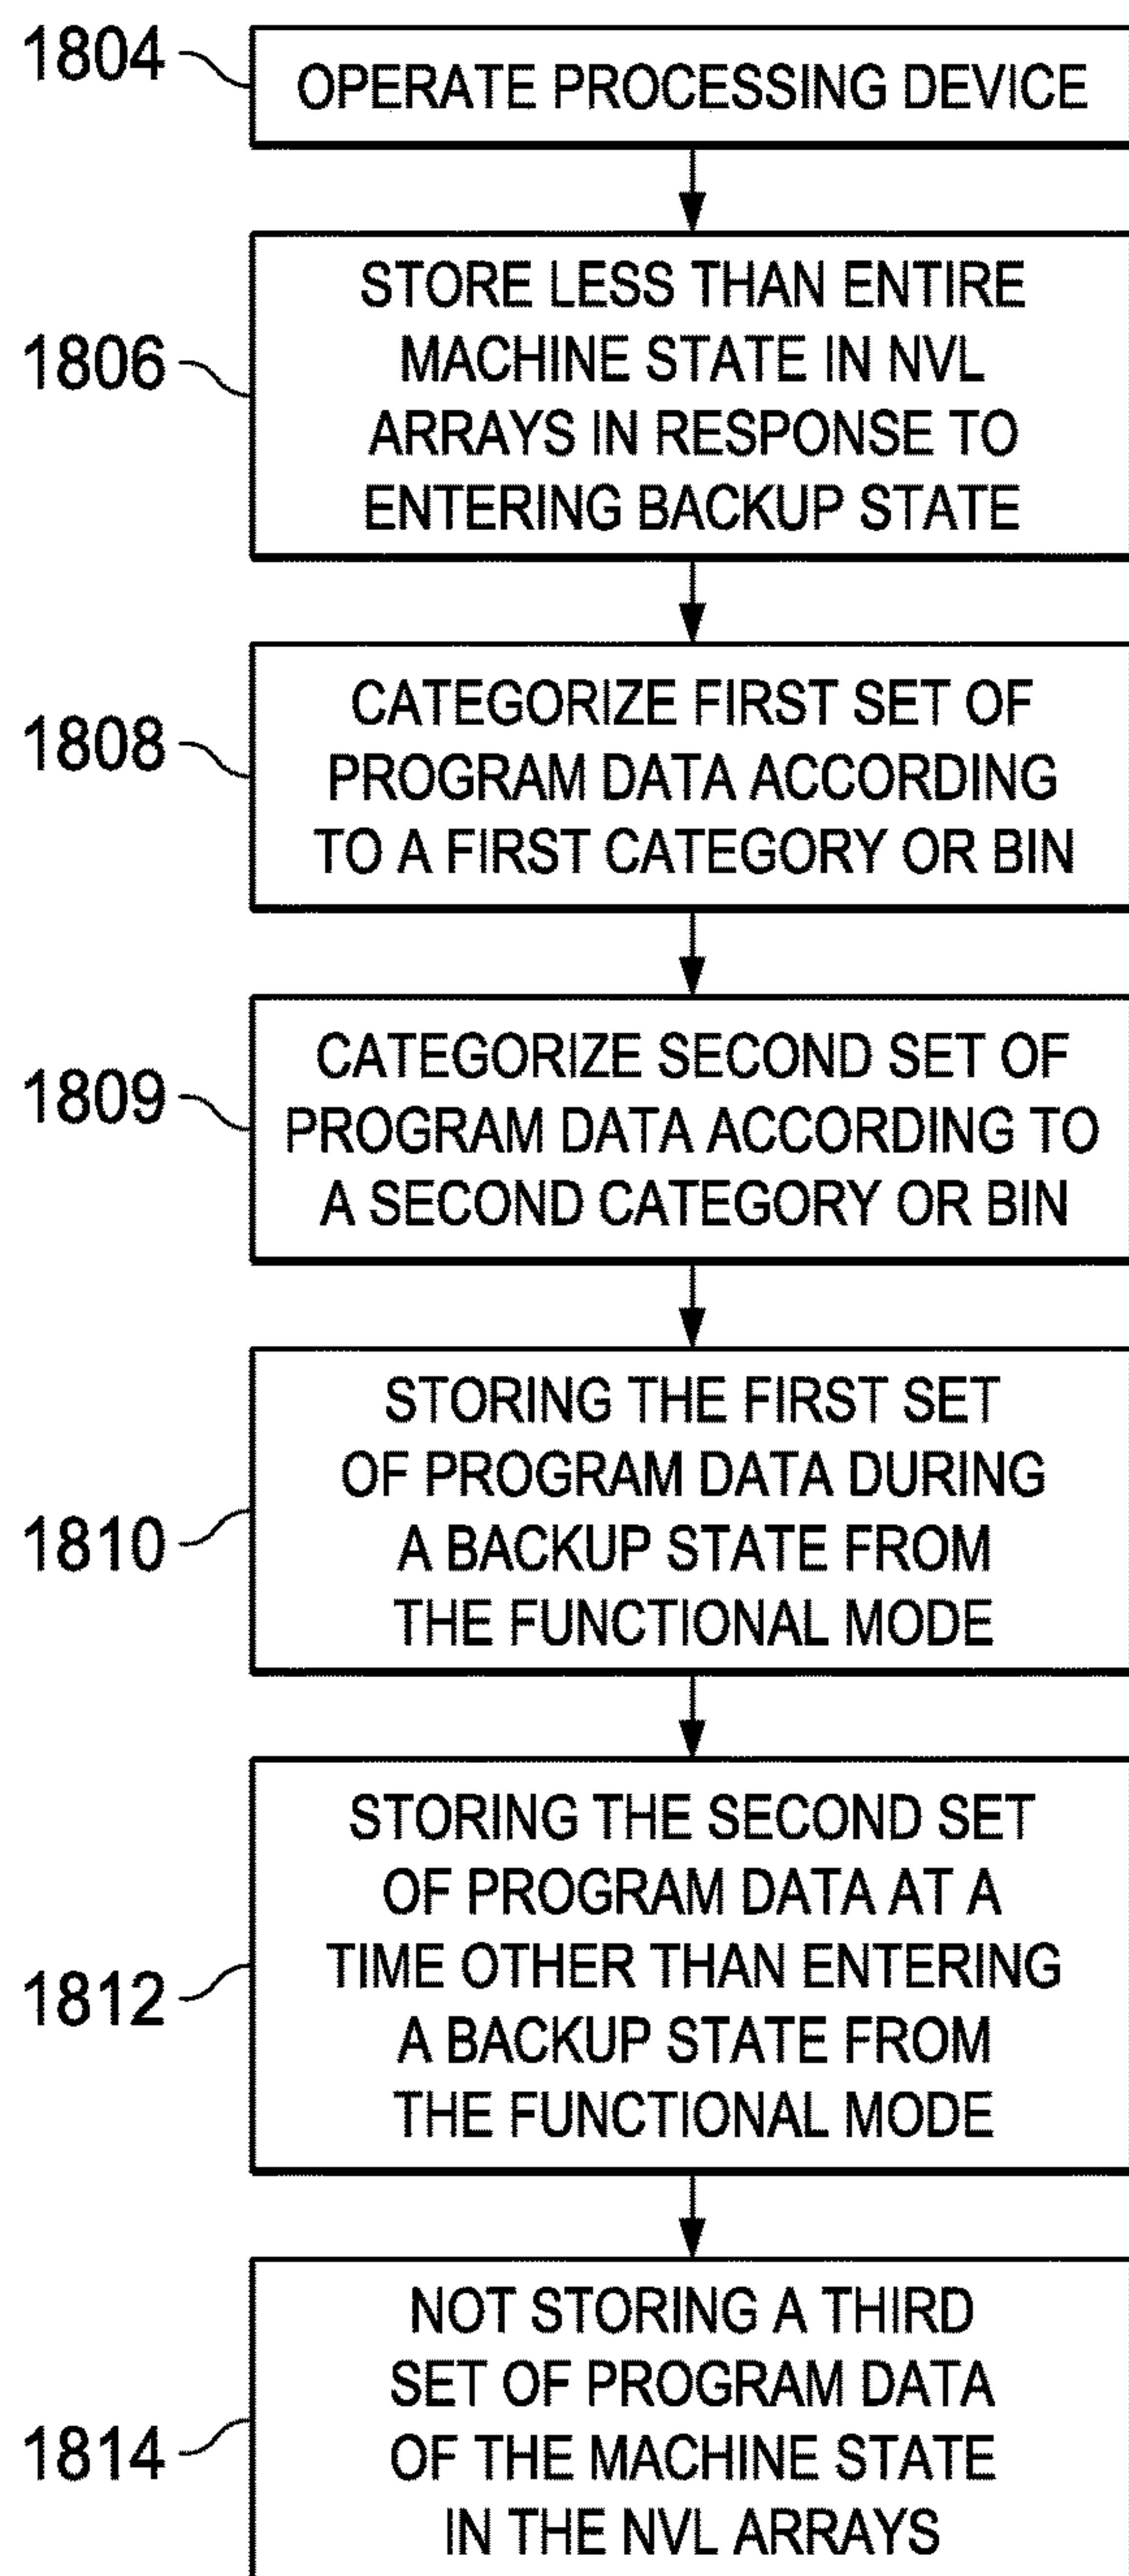 1804
OPERATE PROCESSING DEVICE
1806
STORE LESS THAN ENTIRE
MACHINE STATE IN NVL
ARRAYS IN RESPONSE TO
ENTERING BACKUP STATE
1808
CATEGORIZE FIRST SET OF
PROGRAM DATA ACCORDING
TO A FIRST CATEGORY OR BIN
1809
CATEGORIZE SECOND SET OF
PROGRAM DATA ACCORDING TO
A SECOND CATEGORY OR BIN
1810
STORING THE FIRST SET
OF PROGRAM DATA DURING
A BACKUP STATE FROM
THE FUNCTIONAL MODE
1812
STORING THE SECOND SET
OF PROGRAM DATA AT A
TIME OTHER THAN ENTERING
A BACKUP STATE FROM
THE FUNCTIONAL MODE
1814
NOT STORING A THIRD
SET OF PROGRAM DATA
OF THE MACHINE STATE
IN THE NVL ARRAYS